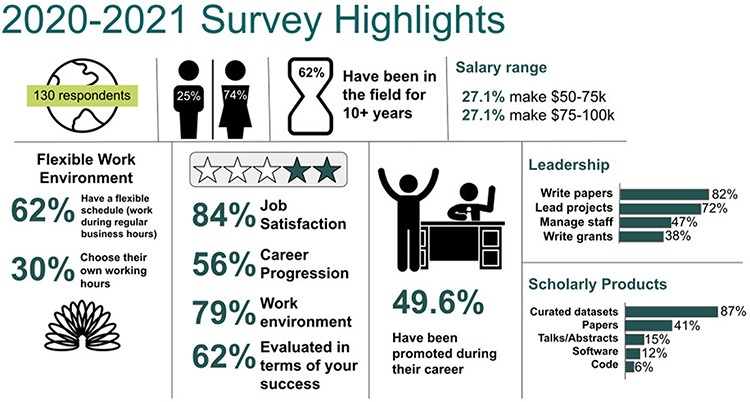 2020-2021 Survey Highlights
130 respondents
25%
74%
62%
Have been in
the field for
10+ years
Salary range
27.1% make $50-75k
27.1% make $75-100k
Flexible Work
Environment
62%
Have a flexible
schedule (work
during regular
business hours)
30%
Choose their
own working
hours
84% Job
Satisfaction
56% Career
Progression
79% Work
environment
62% Evaluated in
terms of your
success
49.6%
Have been
promoted during
their career
Leadership
Write papers 82%
Lead projects 72%
Manage staff 47%
Write grants 38%
Scholarly Products
Curated datasets 87%
Papers 41%
Talks/Abstracts 15%
Software 12%
Code 6%